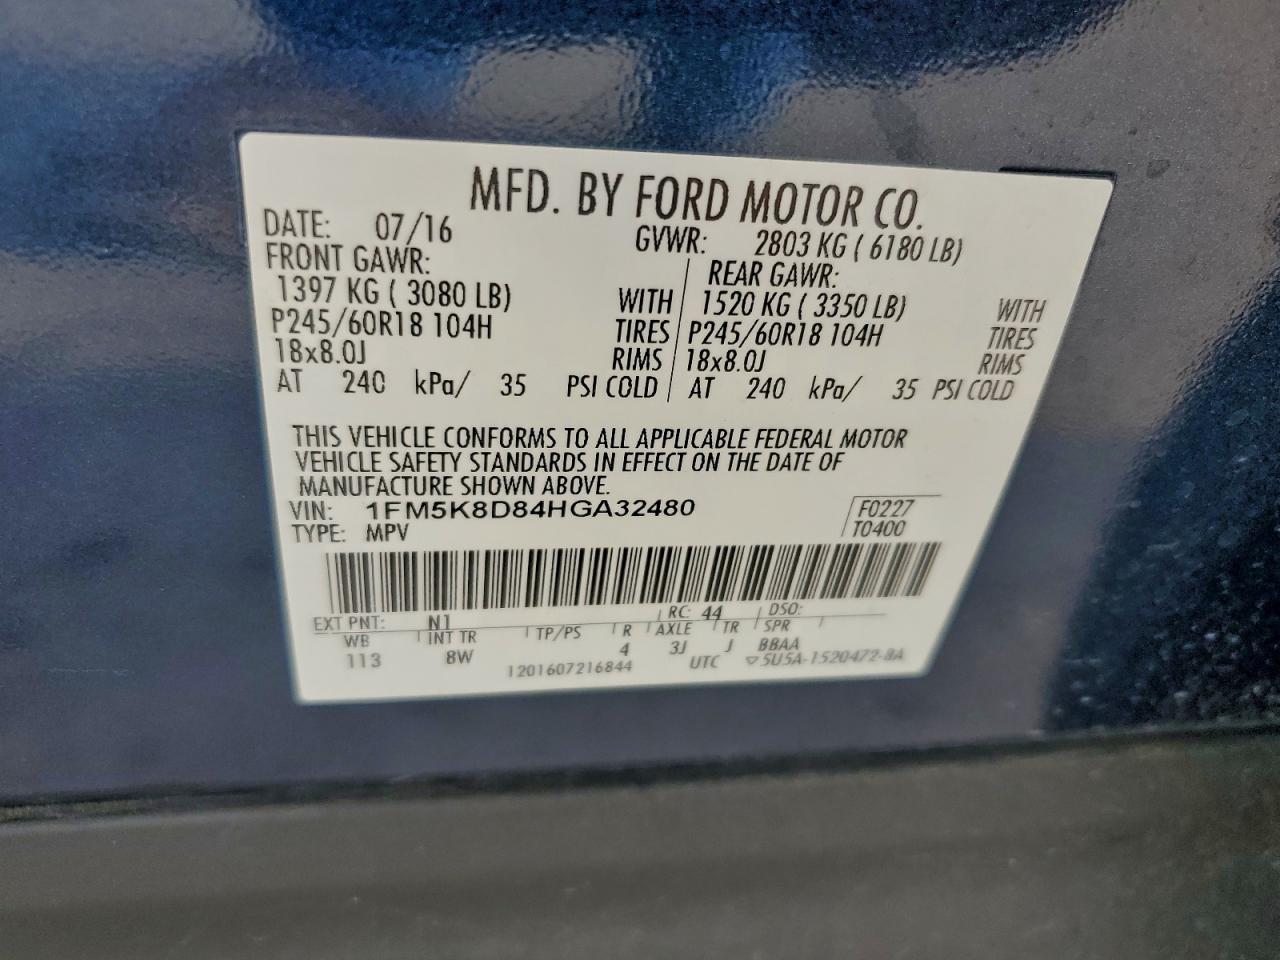 MFD. BY FORD MOTOR CO.
DATE: 07/16 GVWR: 2803 KG ( 6180 LB)
FRONT GAWR: REAR GAWR:
1397 KG ( 3080 LB) WITH 1520 KG ( 3350 LB) WITH
P245/60R18 104H TIRES P245/60R18 104H TIRES
18x8.0J RIMS 18x8.0J RIMS
AT 240 kPa/ 35 PSI COLD AT 240 kPa/ 35 PSI COLD
THIS VEHICLE CONFORMS TO ALL APPLICABLE FEDERAL MOTOR
VEHICLE SAFETY STANDARDS IN EFFECT ON THE DATE OF
MANUFACTURE SHOWN ABOVE.
VIN: 1FM5K8D84HGA32480 F0227
TYPE: MPV T0400
EXT PNT: N1 RC: 44 DSO:
WB INT TR TP/PS R AXLE TR SPR
113 8W 4 3J J BBAA
1201607216844 UTC ▽5U5A-1520472-BA